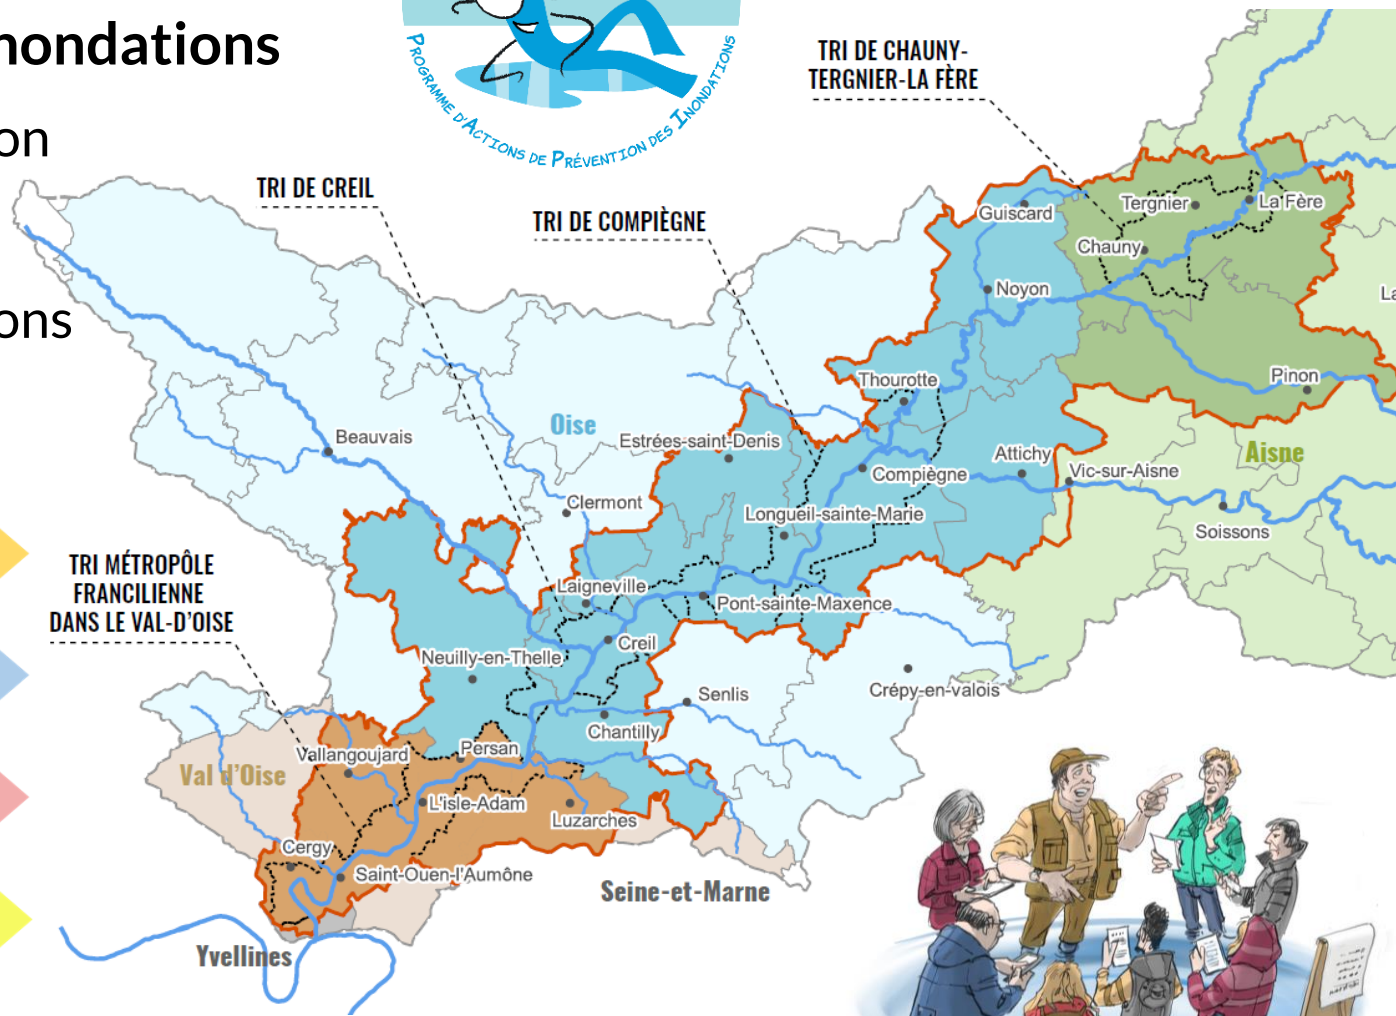 nondations
on
ons
PROGRAMME D'ACTIONS DE PRÉVENTION DES INONDATIONS
TRI DE CHAUNY-
TERGNIER-LA FÈRE
TRI DE CREIL
TRI DE COMPIÈGNE
Guiscard
Tergnier
La Fère
Chauny
Noyon
La
Thourotte
Pinon
Oise
Beauvais
Estrées-saint-Denis
Compiègne
Attichy
Vic-sur-Aisne
Aisne
Clermont
Longueil-sainte-Marie
Soissons
TRI MÉTROPÔLE
FRANCILIENNE
DANS LE VAL-D'OISE
Laigneville
Pont-sainte-Maxence
Creil
Neuilly-en-Thelle
Senlis
Crépy-en-valois
Chantilly
Vallangoujard
Persan
Val d'Oise
L'isle-Adam
Luzarches
Cergy
Saint-Ouen-l'Aumône
Seine-et-Marne
Yvellines